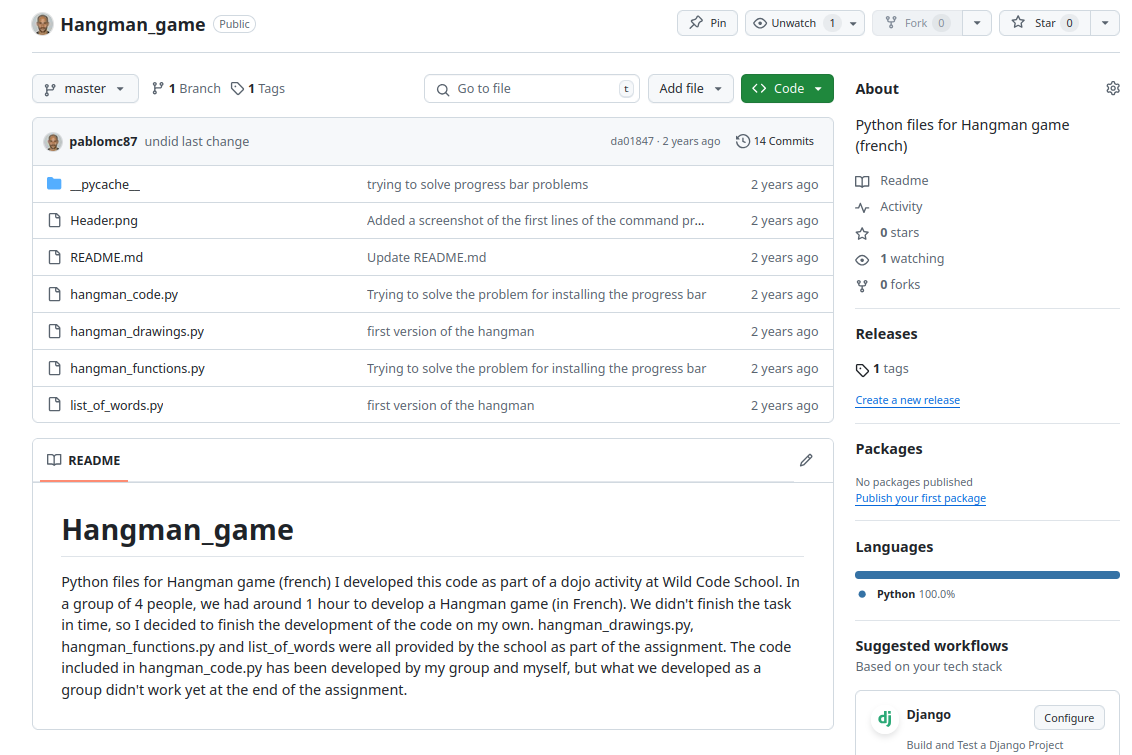 Hangman_game Public Pin Unwatch 1 Fork 0 Star 0
master 1 Branch 1 Tags Go to file t Add file Code
pablomc87 undid last change da01847 · 2 years ago 14 Commits
__pycache__ trying to solve progress bar problems 2 years ago
Header.png Added a screenshot of the first lines of the command pr... 2 years ago
README.md Update README.md 2 years ago
hangman_code.py Trying to solve the problem for installing the progress bar 2 years ago
hangman_drawings.py first version of the hangman 2 years ago
hangman_functions.py Trying to solve the problem for installing the progress bar 2 years ago
list_of_words.py first version of the hangman 2 years ago
README
Hangman_game
Python files for Hangman game (french) I developed this code as part of a dojo activity at Wild Code School. In
a group of 4 people, we had around 1 hour to develop a Hangman game (in French). We didn't finish the task
in time, so I decided to finish the development of the code on my own. hangman_drawings.py,
hangman_functions.py and list_of_words were all provided by the school as part of the assignment. The code
included in hangman_code.py has been developed by my group and myself, but what we developed as a
group didn't work yet at the end of the assignment.
About
Python files for Hangman game
(french)
Readme
Activity
0 stars
1 watching
0 forks
Releases
1 tags
Create a new release
Packages
No packages published
Publish your first package
Languages
Python 100.0%
Suggested workflows
Based on your tech stack
dj Django Configure
Build and Test a Django Project